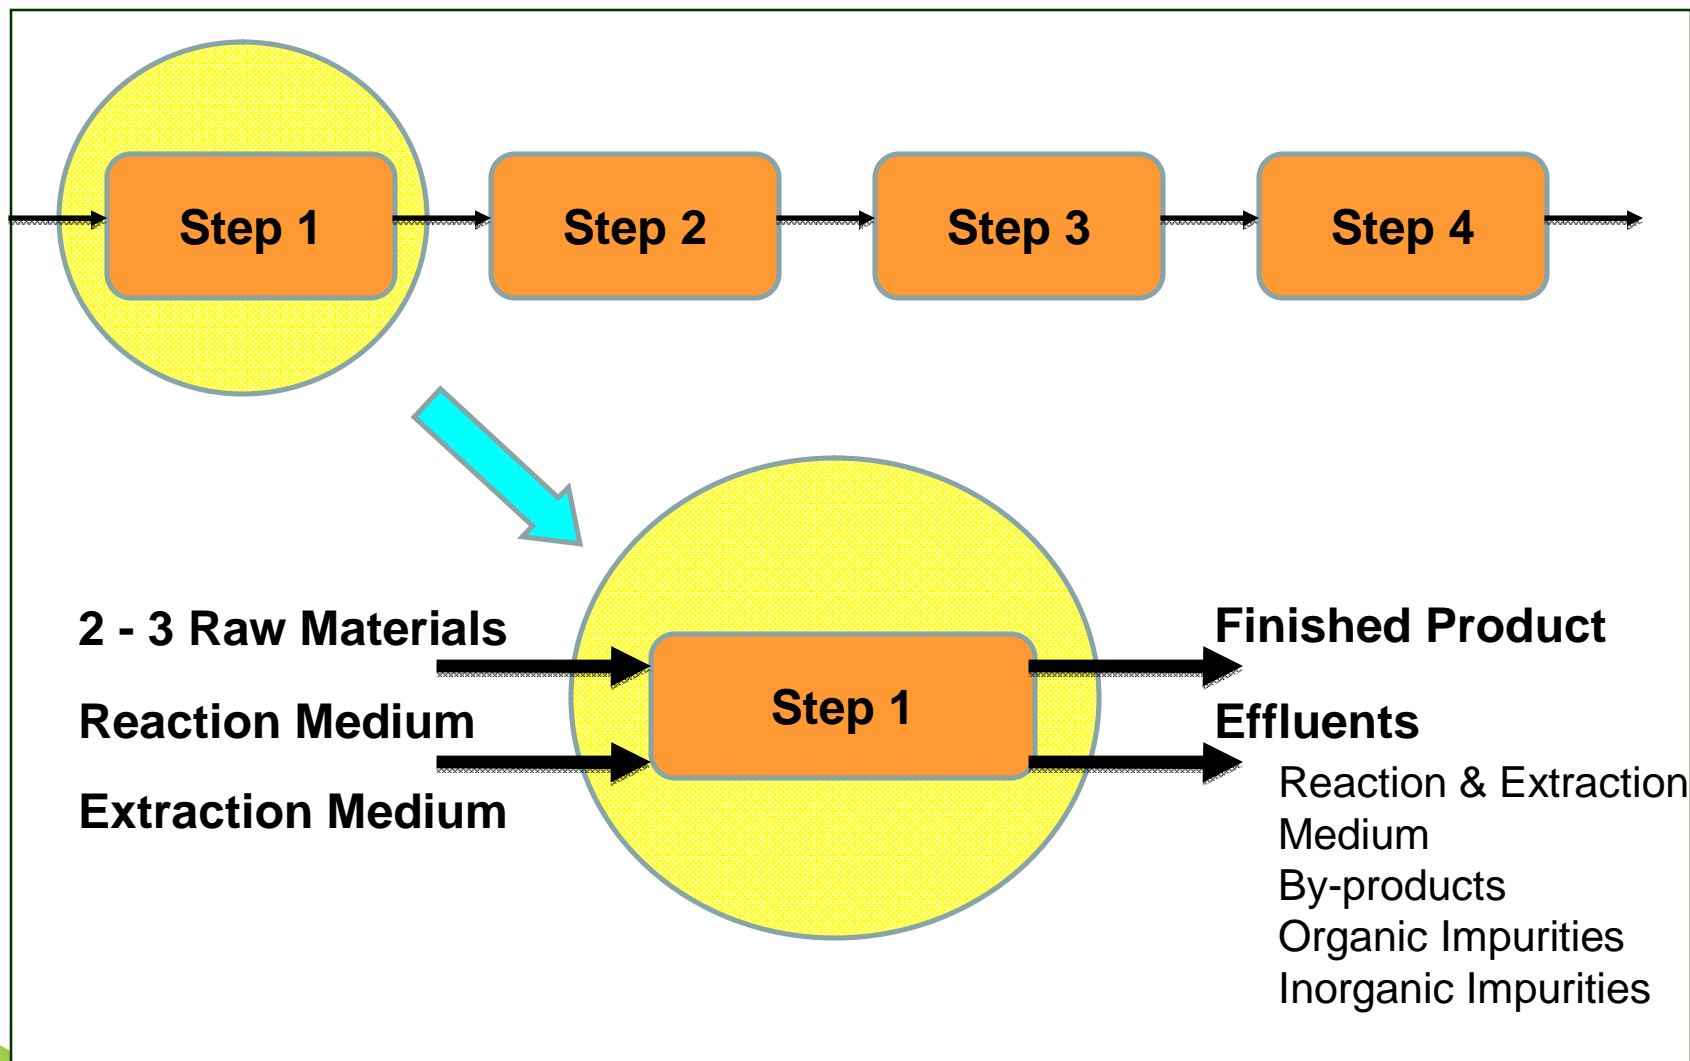 Step 1
Step 2
Step 3
Step 4
2 - 3 Raw Materials
Reaction Medium
Extraction Medium
Step 1
Finished Product
Effluents
Reaction & Extraction
Medium
By-products
Organic Impurities
Inorganic Impurities